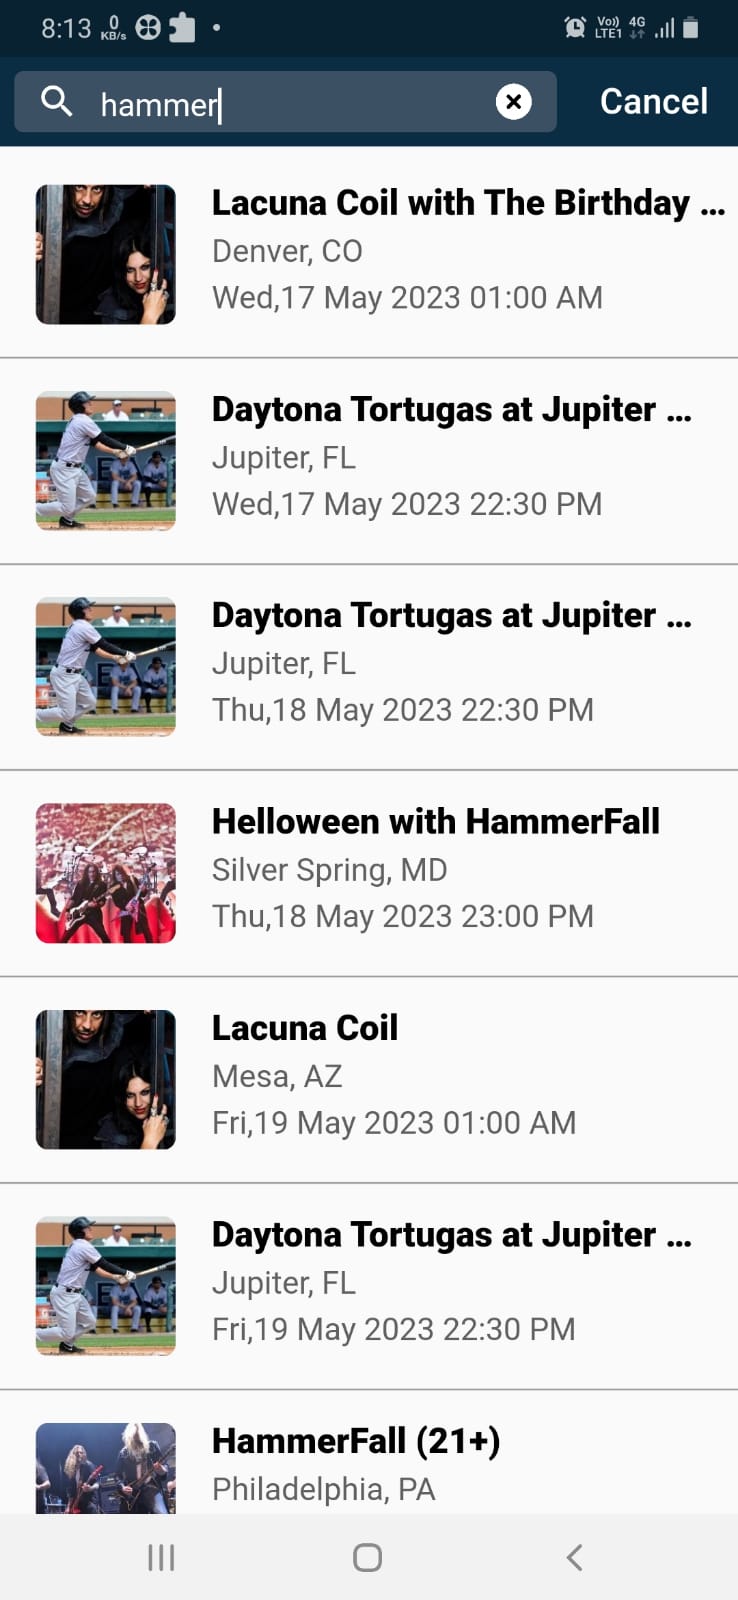 8:13 0 KB/s Vo)) LTE1 4G
hammer
Cancel
Lacuna Coil with The Birthday ...
Denver, CO
Wed,17 May 2023 01:00 AM
Daytona Tortugas at Jupiter ...
Jupiter, FL
Wed,17 May 2023 22:30 PM
Daytona Tortugas at Jupiter ...
Jupiter, FL
Thu,18 May 2023 22:30 PM
Helloween with HammerFall
Silver Spring, MD
Thu,18 May 2023 23:00 PM
Lacuna Coil
Mesa, AZ
Fri,19 May 2023 01:00 AM
Daytona Tortugas at Jupiter ...
Jupiter, FL
Fri,19 May 2023 22:30 PM
HammerFall (21+)
Philadelphia, PA